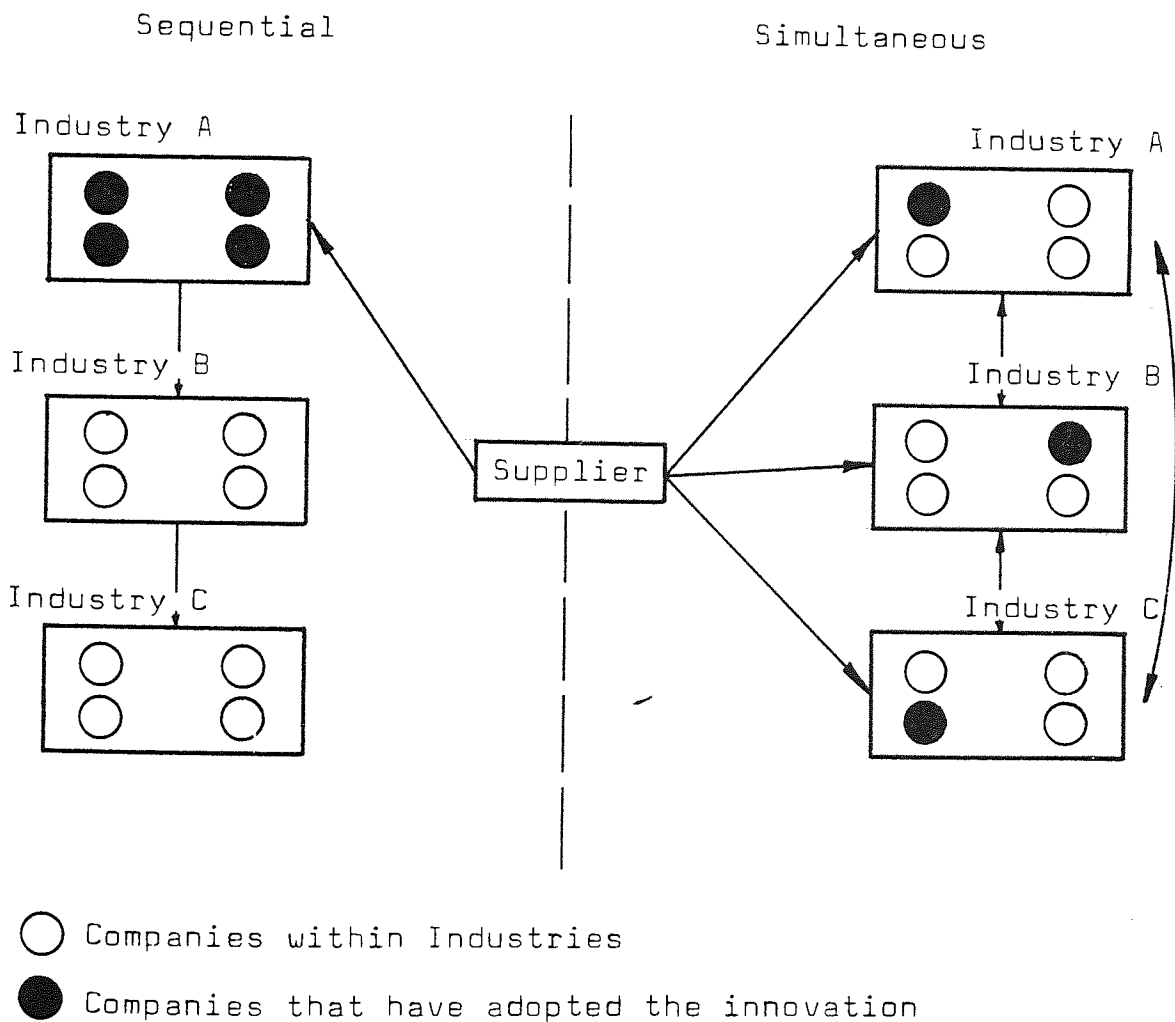 Sequential
Simultaneous
Industry A
Industry A
Industry B
Industry B
Supplier
Industry C
Industry C
Companies within Industries
Companies that have adopted the innovation